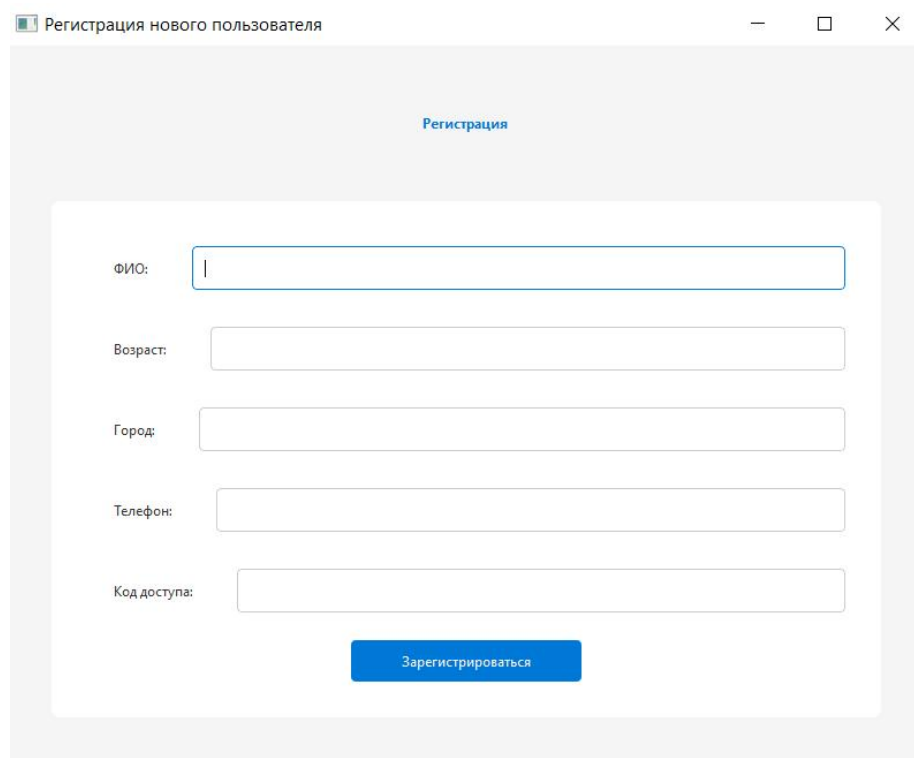 Регистрация нового пользователя
Регистрация
ФИО:
Возраст:
Город:
Телефон:
Код доступа:
Зарегистрироваться